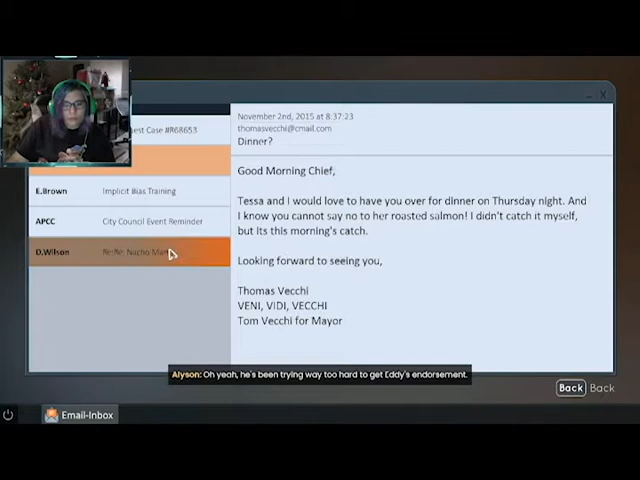 November 2nd, 2015 at 8:37:23
thomasvecchi@cmail.com
Dinner?
est Case #R68653
E.Brown Implicit Bias Training
APCC City Council Event Reminder
D.Wilson Re:Re: Nucho Man
Good Morning Chief,
Tessa and I would love to have you over for dinner on Thursday night. And
I know you cannot say no to her roasted salmon! I didn't catch it myself,
but its this morning's catch.
Looking forward to seeing you,
Thomas Vecchi
VENI, VIDI, VECCHI
Tom Vecchi for Mayor
Alyson: Oh yeah, he's been trying way too hard to get Eddy's endorsement.
Back Back
Email-Inbox